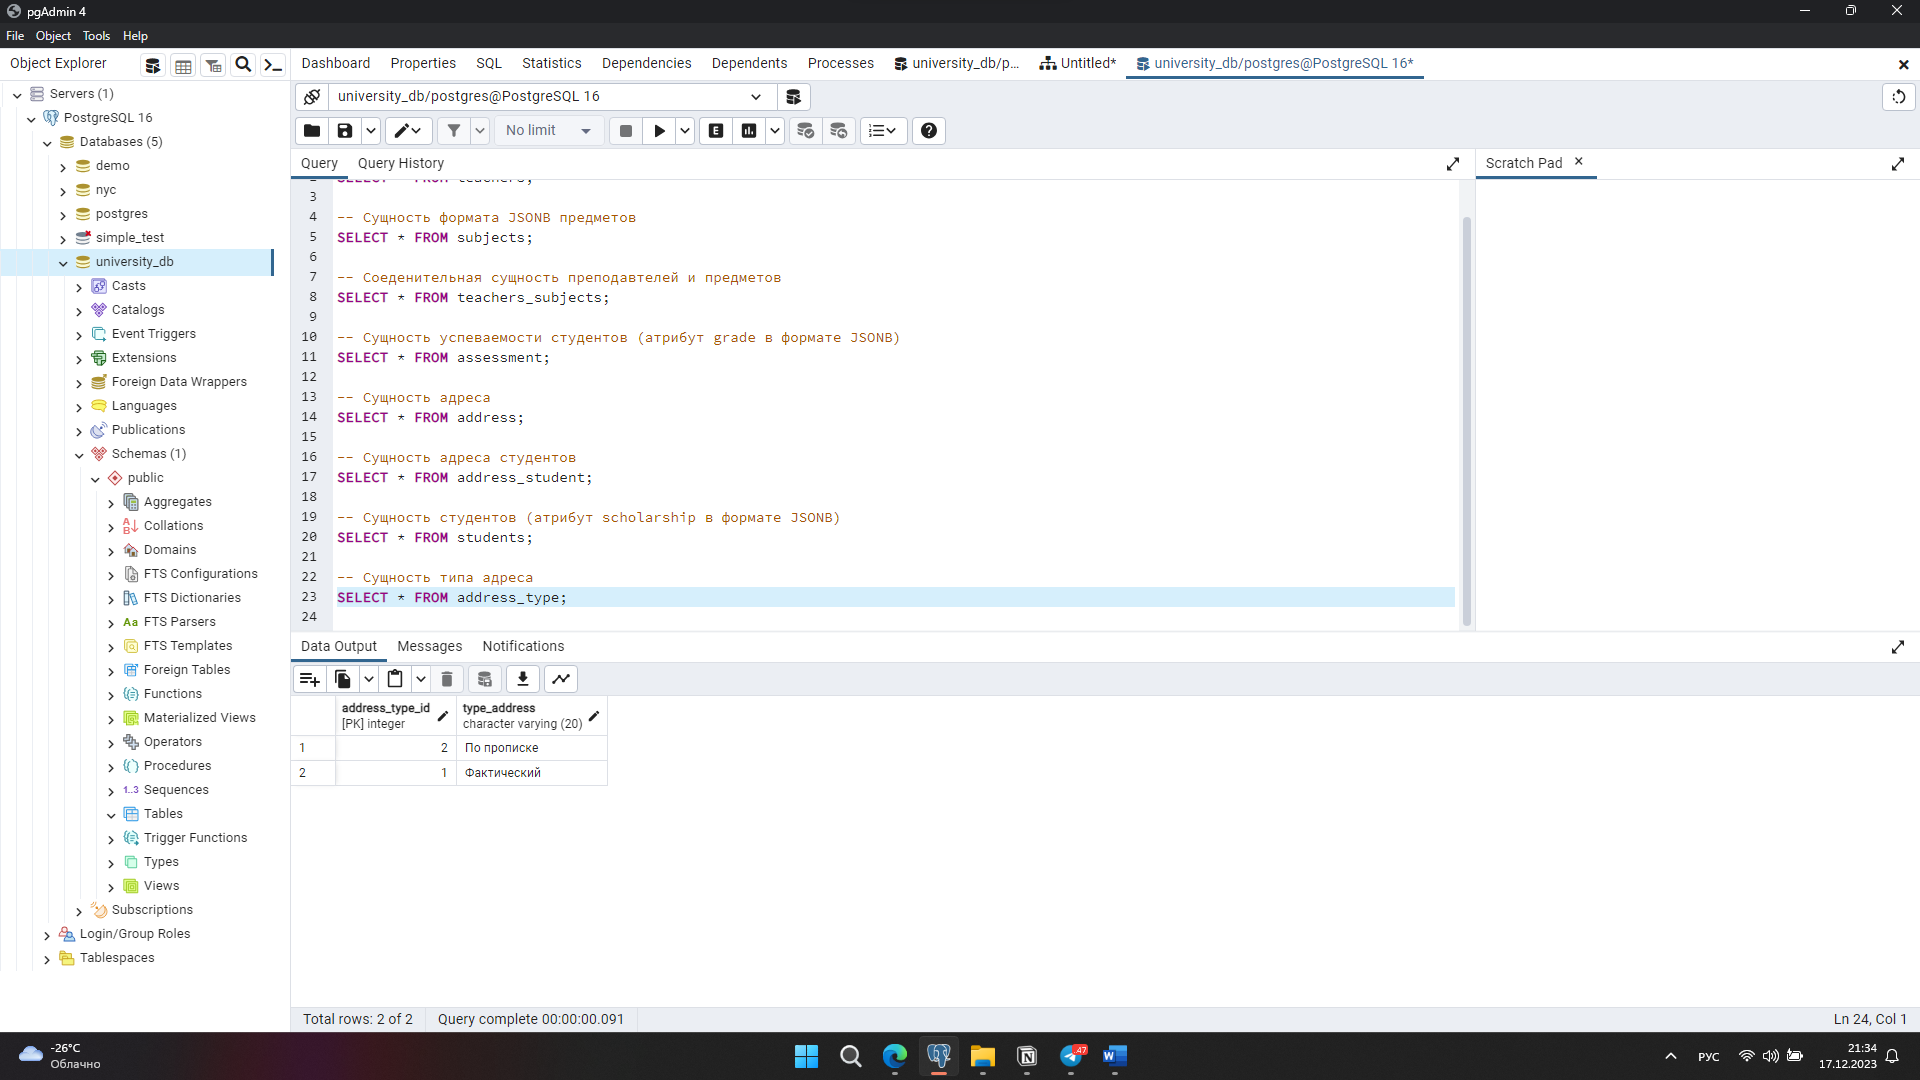 pgAdmin 4
File Object Tools Help
Object Explorer
Dashboard Properties SQL Statistics Dependencies Dependents Processes university_db/p... Untitled* university_db/postgres@PostgreSQL 16*
Servers (1)
PostgreSQL 16
Databases (5)
demo
nyc
postgres
simple_test
university_db
Casts
Catalogs
Event Triggers
Extensions
Foreign Data Wrappers
Languages
Publications
Schemas (1)
public
Aggregates
Collations
Domains
FTS Configurations
FTS Dictionaries
Aa FTS Parsers
FTS Templates
Foreign Tables
Functions
Materialized Views
Operators
Procedures
1..3 Sequences
Tables
Trigger Functions
Types
Views
Subscriptions
Login/Group Roles
Tablespaces
university_db/postgres@PostgreSQL 16
No limit
E
Query Query History
Scratch Pad
2 SELECT * FROM teachers;
3
4 -- Сущность формата JSONB предметов
5 SELECT * FROM subjects;
6
7 -- Соеденительная сущность преподавтелей и предметов
8 SELECT * FROM teachers_subjects;
9
10 -- Сущность успеваемости студентов (атрибут grade в формате JSONB)
11 SELECT * FROM assessment;
12
13 -- Сущность адреса
14 SELECT * FROM address;
15
16 -- Сущность адреса студентов
17 SELECT * FROM address_student;
18
19 -- Сущность студентов (атрибут scholarship в формате JSONB)
20 SELECT * FROM students;
21
22 -- Сущность типа адреса
23 SELECT * FROM address_type;
24
Data Output Messages Notifications
address_type_id type_address
[PK] integer character varying (20)
1 2 По прописке
2 1 Фактический
Total rows: 2 of 2 Query complete 00:00:00.091 Ln 24, Col 1
-26°C
Облачно
47
РУС
21:34
17.12.2023